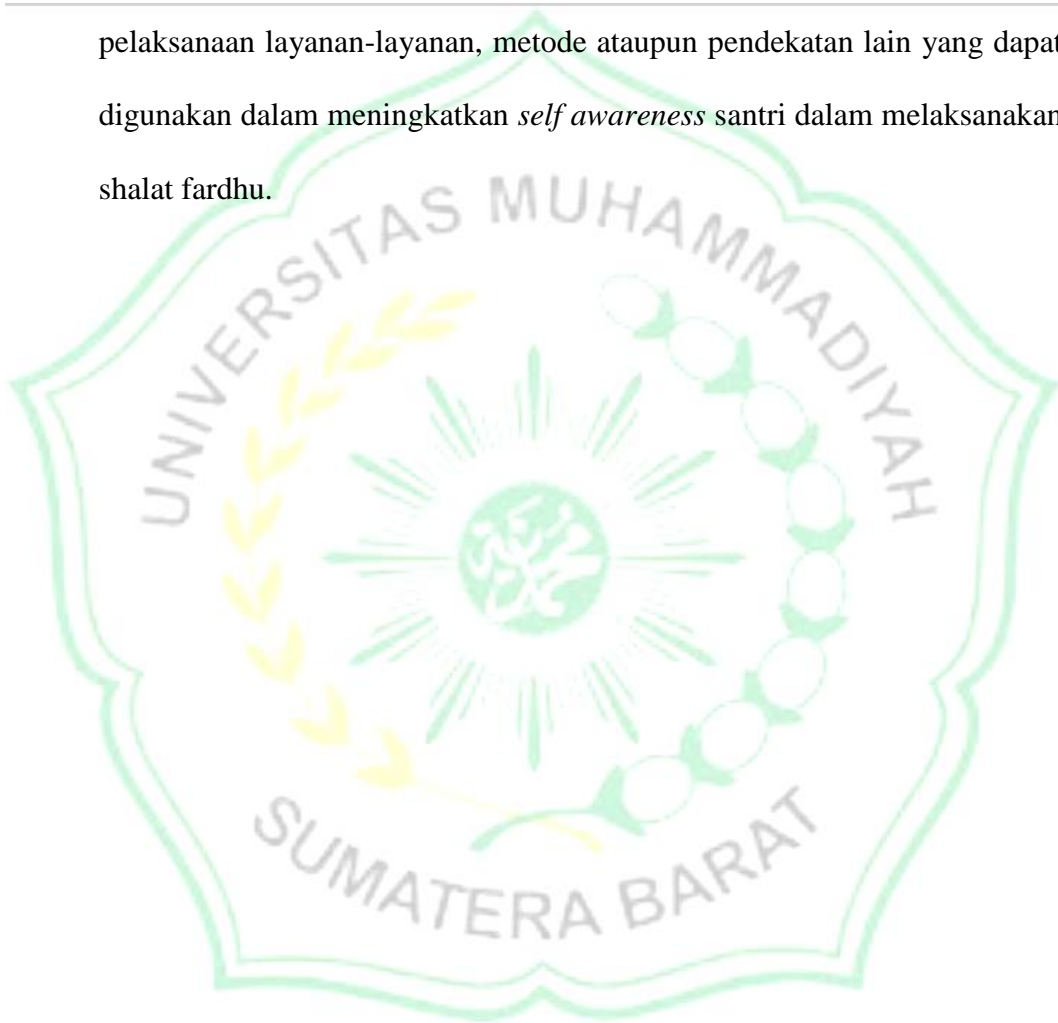 pelaksanaan layanan-layanan, metode ataupun pendekatan lain yang dapat
digunakan dalam meningkatkan self awareness santri dalam melaksanakan
shalat fardhu.
UNIVERSITAS MUHAMMADIYAH
SUMATERA BARAT